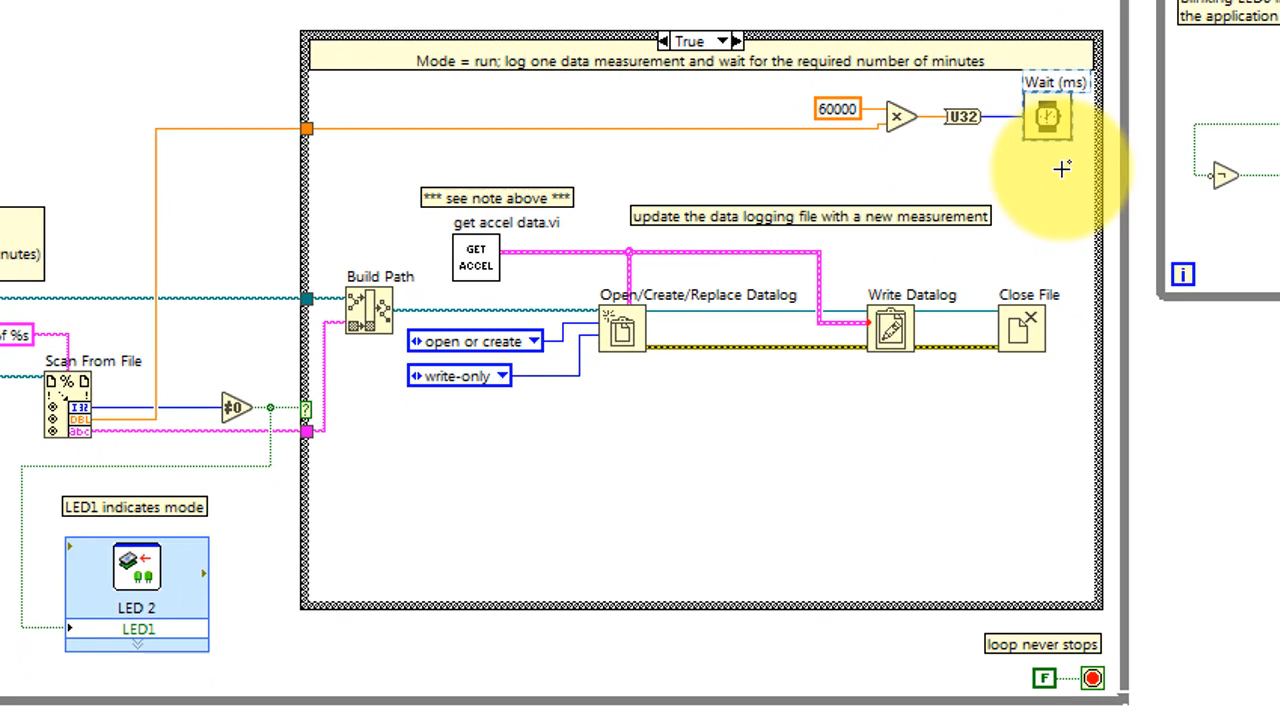 Blinking LED0
the application
True
Mode = run; log one data measurement and wait for the required number of minutes
Wait (ms)
60000
×
U32
*** see note above ***
get accel data.vi
update the data logging file with a new measurement
GET
ACCEL
nutes)
i
Build Path
Open/Create/Replace Datalog
Write Datalog
Close File
of %s
open or create
Scan From File
write-only
%
I32
DBL
abc
≠0
?
LED1 indicates mode
LED 2
LED1
loop never stops
F